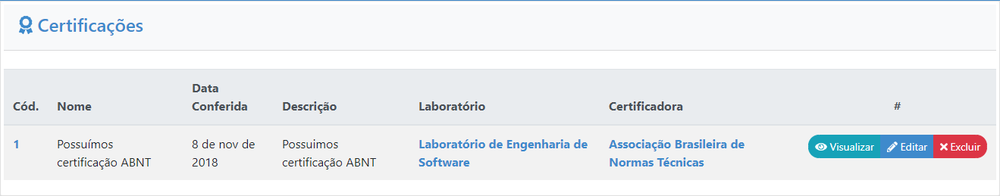 Certificações
Cód. Nome Data Conferida Descrição Laboratório Certificadora #
1 Possuímos certificação ABNT 8 de nov de 2018 Possuimos certificação ABNT Laboratório de Engenharia de Software Associação Brasileira de Normas Técnicas Visualizar Editar Excluir